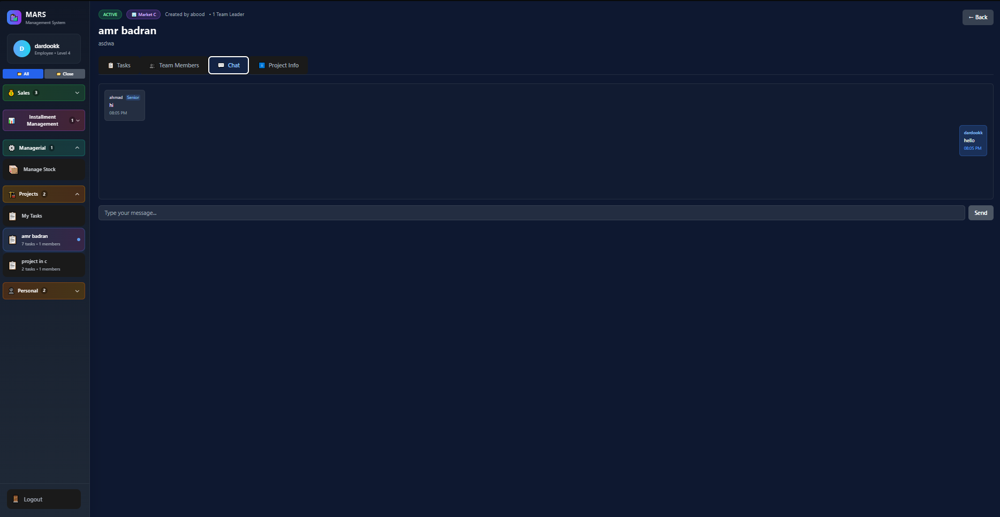 MARS
Management System
D
dardookk
Employee • Level 4
All
Close
Sales 3
Installment
Management
1
Managerial 1
Manage Stock
Projects 2
My Tasks
amr badran
7 tasks • 1 members
project in c
2 tasks • 1 members
Personal 2
Logout
ACTIVE
Market C
Created by abood • 1 Team Leader
← Back
amr badran
asdwa
Tasks
Team Members
Chat
Project Info
ahmad Senior
hi
08:05 PM
dardookk
hello
08:05 PM
Type your message...
Send